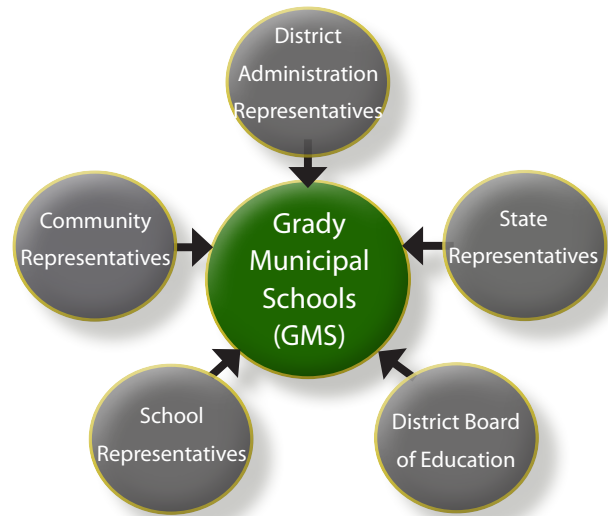 District
Administration
Representatives
Community
Representatives
Grady
Municipal
Schools
(GMS)
State
Representatives
School
Representatives
District Board
of Education